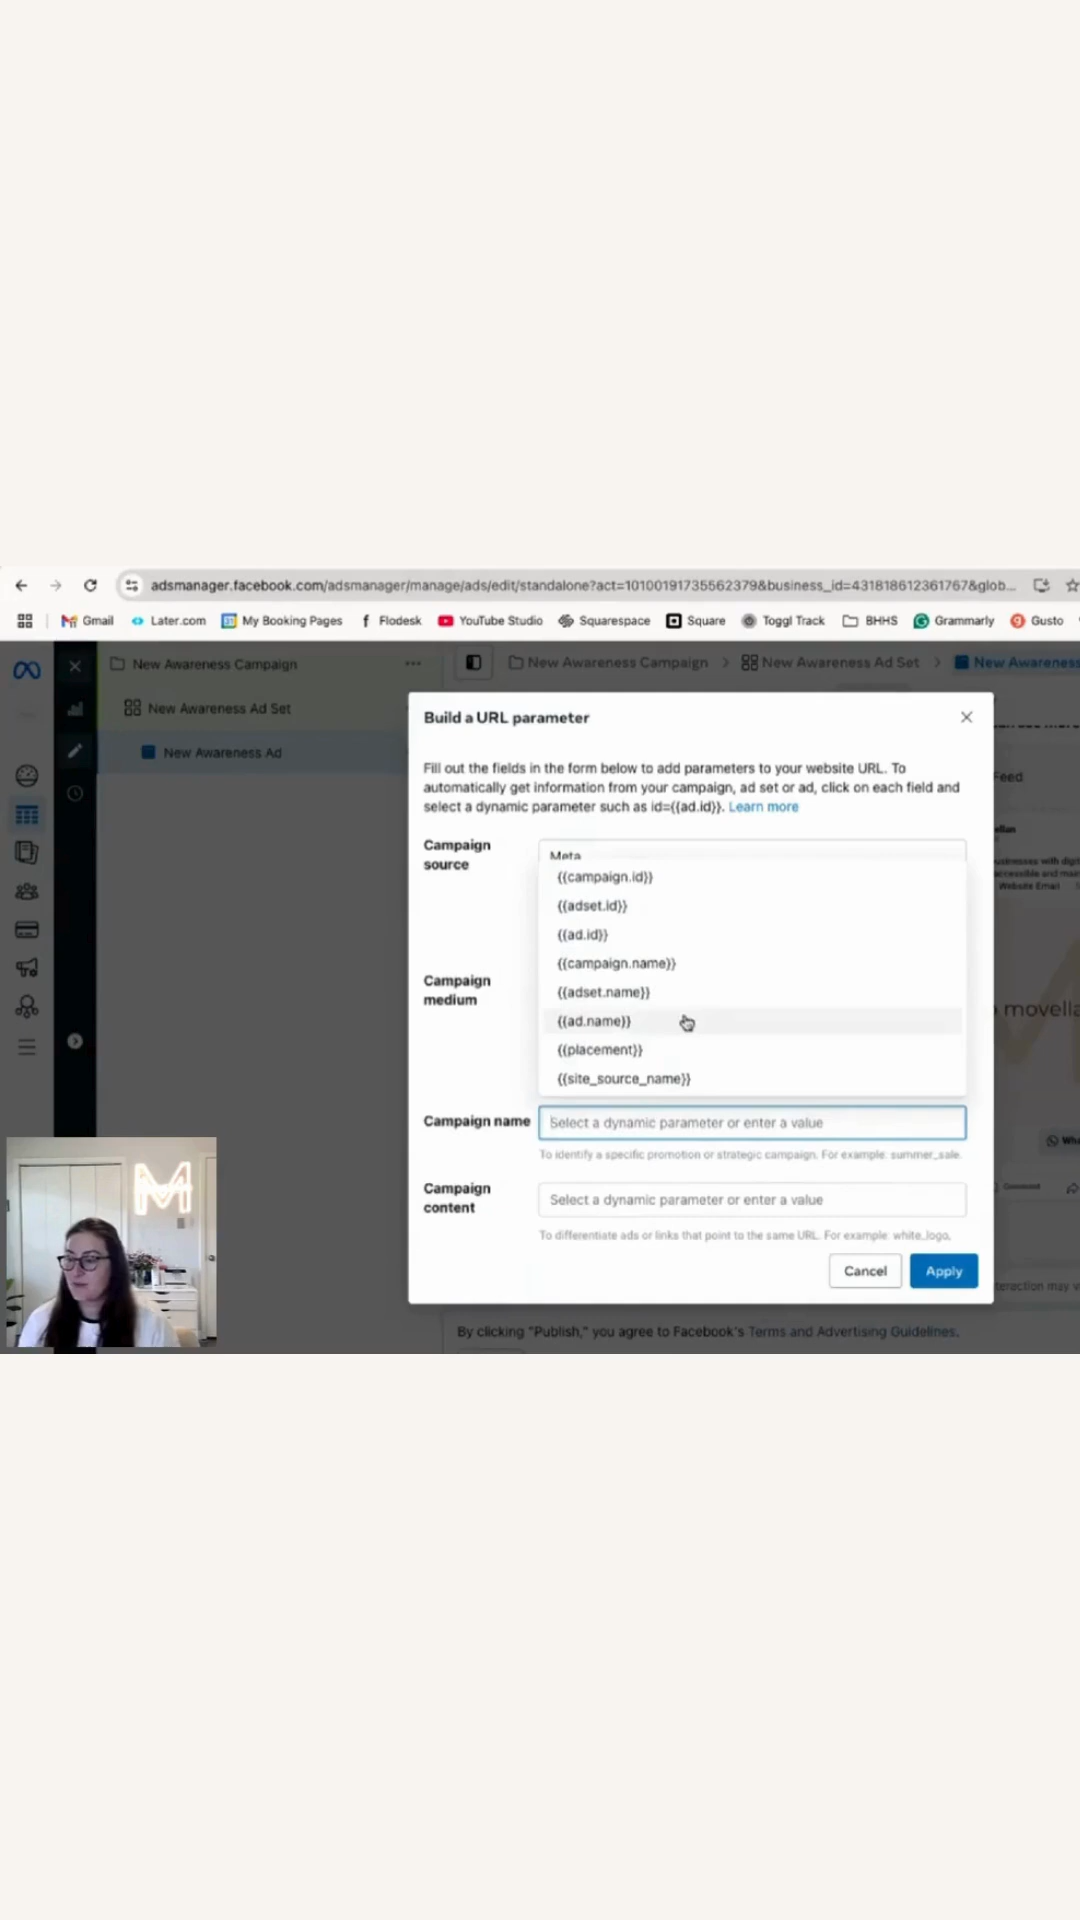 adsmanager.facebook.com/adsmanager/manage/ads/edit/standalone?act=10100191735562379&business_id=431818612361767&glob...
Gmail Later.com My Booking Pages Flodesk YouTube Studio Squarespace Square Toggl Track BHHS Grammarly Gusto
New Awareness Campaign
New Awareness Campaign > New Awareness Ad Set > New Awareness
New Awareness Ad Set
New Awareness Ad
Build a URL parameter
Fill out the fields in the form below to add parameters to your website URL. To
automatically get information from your campaign, ad set or ad, click on each field and
select a dynamic parameter such as id={{ad.id}}. Learn more
Feed
Campaign
source
Meta
{{campaign.id}}
{{adset.id}}
{{ad.id}}
{{campaign.name}}
Campaign
medium
{{adset.name}}
{{ad.name}}
{{placement}}
{{site_source_name}}
movella
Campaign name
Select a dynamic parameter or enter a value
To identify a specific promotion or strategic campaign. For example: summer_sale.
Campaign
content
Select a dynamic parameter or enter a value
To differentiate ads or links that point to the same URL. For example: white_logo,
Cancel
Apply
Comment
Website Email
M
By clicking "Publish," you agree to Facebook's Terms and Advertising Guidelines.